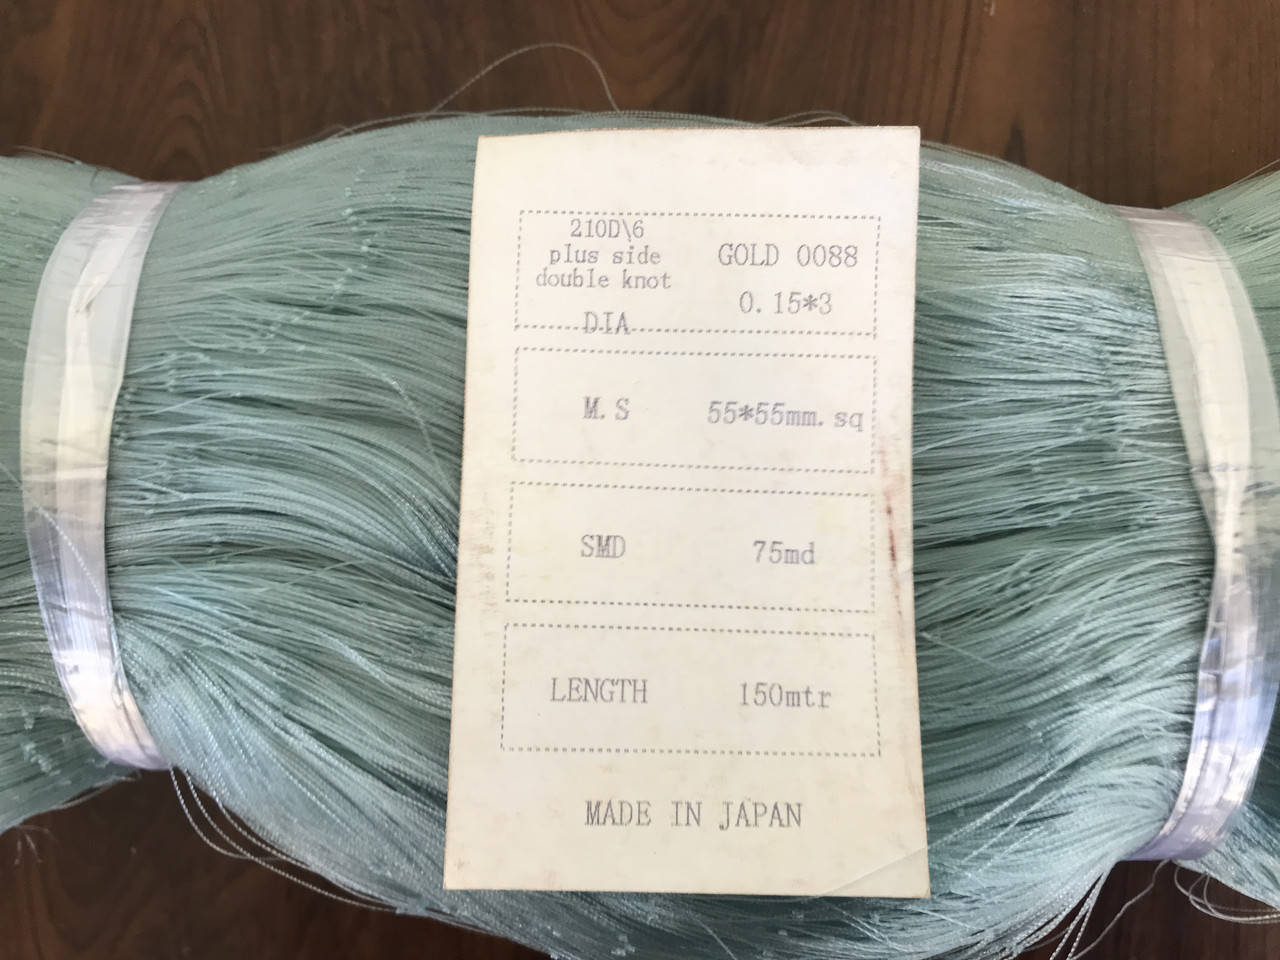 210D\6
plus side
double knot
DIA
GOLD 0088
0.15*3
M.S 55*55mm.sq
SMD 75md
LENGTH 150mtr
MADE IN JAPAN